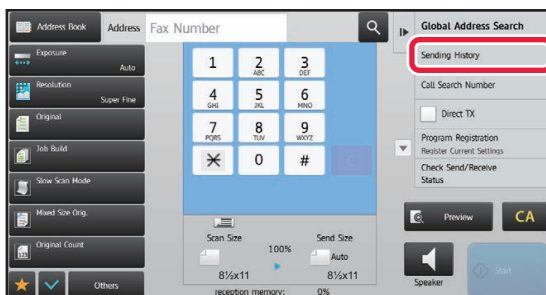 Address Book
Address
Fax Number
Global Address Search
Exposure
Auto
Resolution
Super Fine
Original
Job Build
Slow Scan Mode
Mixed Size Orig.
Original Count
Others
1
2
ABC
3
DEF
4
GHI
5
JKL
6
MNO
7
PQRS
8
TUV
9
WXYZ
0
#
C
Scan Size
100%
Send Size
Auto
8½x11
8½x11
reception memory:
0%
Sending History
Call Search Number
Direct TX
Program Registration
Register Current Settings
Check Send/Receive
Status
Preview
CA
Speaker
Start